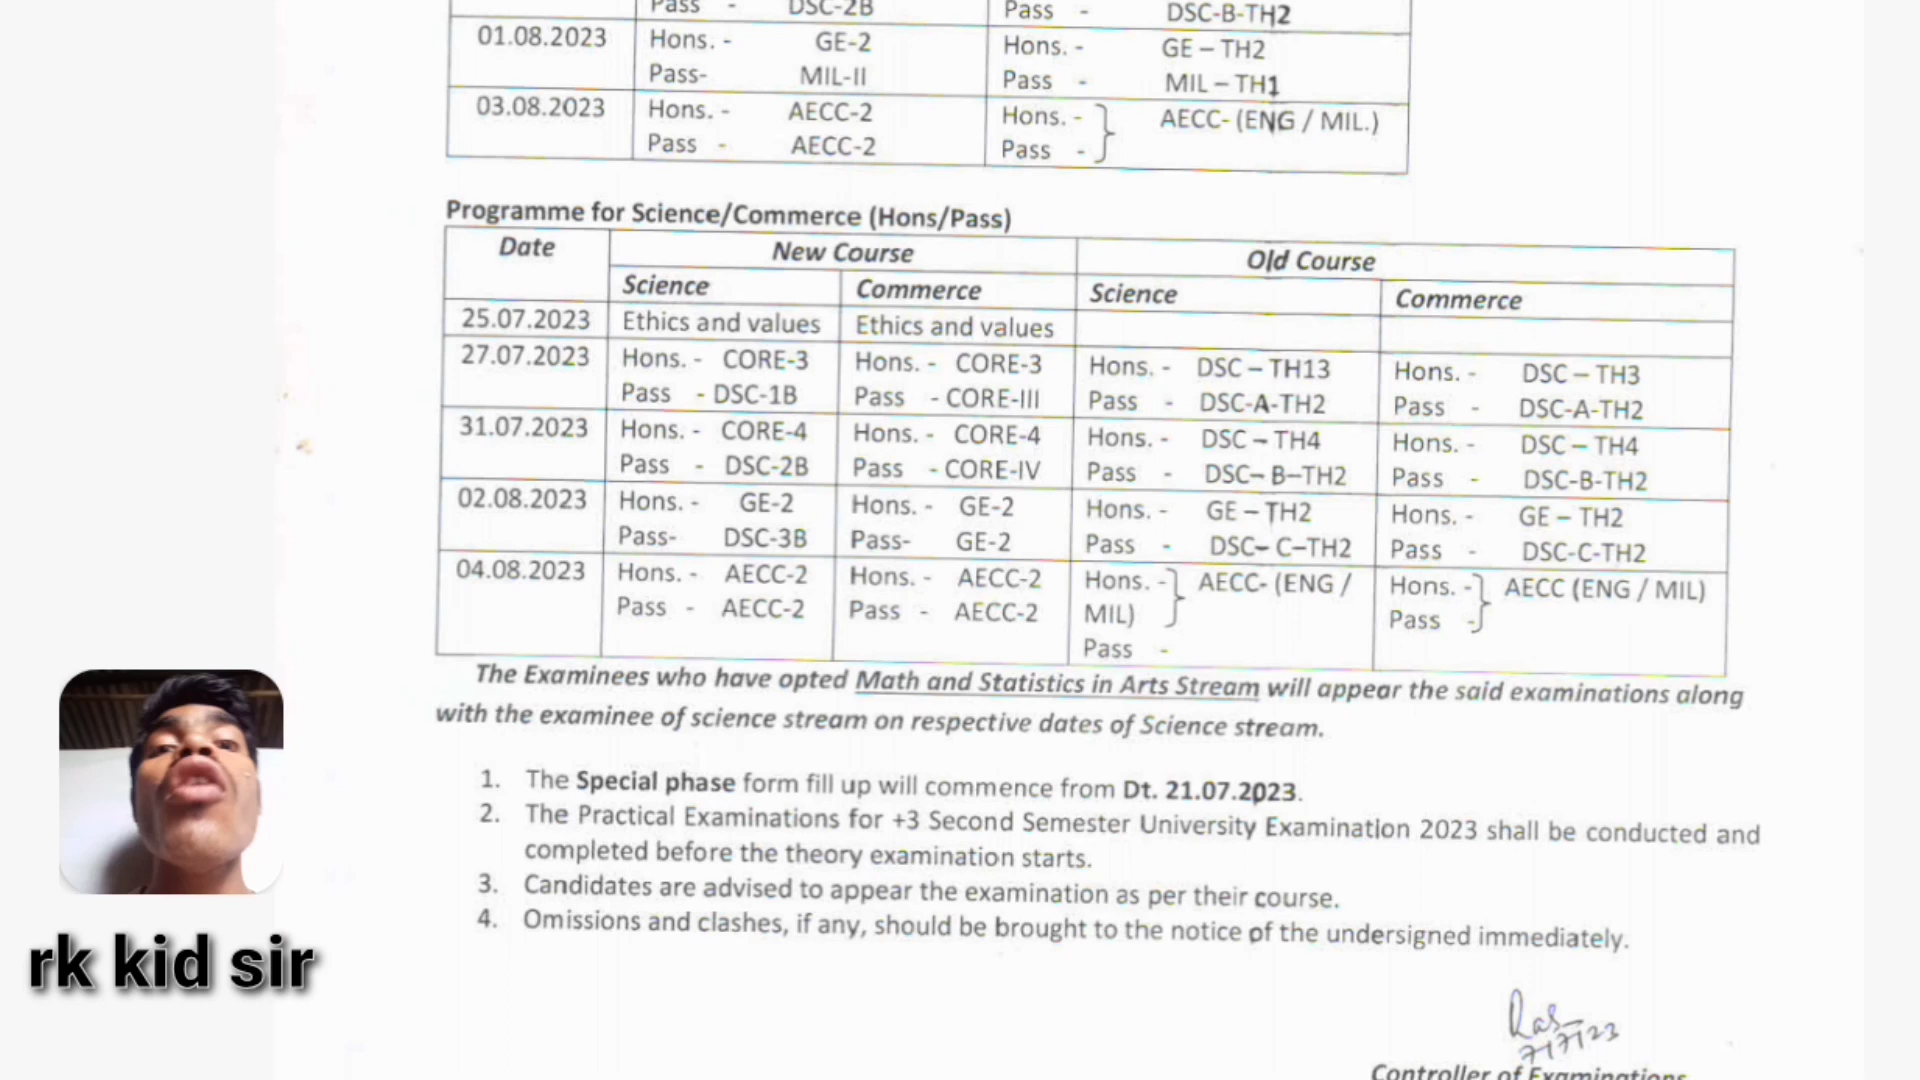 Pass - DSC-2B Pass - DSC-B-TH2
01.08.2023 Hons. - GE-2 Hons. - GE – TH2
Pass- MIL-II Pass - MIL – TH1
03.08.2023 Hons. - AECC-2 Hons. - AECC- (ENG / MIL.)
Pass - AECC-2 Pass -
Programme for Science/Commerce (Hons/Pass)
Date New Course Old Course
Science Commerce Science Commerce
25.07.2023 Ethics and values Ethics and values
27.07.2023 Hons. - CORE-3 Hons. - CORE-3 Hons. - DSC – TH13 Hons. - DSC – TH3
Pass - DSC-1B Pass - CORE-III Pass - DSC-A-TH2 Pass - DSC-A-TH2
31.07.2023 Hons. - CORE-4 Hons. - CORE-4 Hons. - DSC – TH4 Hons. - DSC – TH4
Pass - DSC-2B Pass - CORE-IV Pass - DSC– B–TH2 Pass - DSC-B-TH2
02.08.2023 Hons. - GE-2 Hons. - GE-2 Hons. - GE – TH2 Hons. - GE – TH2
Pass- DSC-3B Pass- GE-2 Pass - DSC– C–TH2 Pass - DSC-C-TH2
04.08.2023 Hons. - AECC-2 Hons. - AECC-2 Hons. - AECC- (ENG / Hons. - AECC (ENG / MIL)
Pass - AECC-2 Pass - AECC-2 MIL) Pass -
Pass -
The Examinees who have opted Math and Statistics in Arts Stream will appear the said examinations along
with the examinee of science stream on respective dates of Science stream.
1. The Special phase form fill up will commence from Dt. 21.07.2023.
2. The Practical Examinations for +3 Second Semester University Examination 2023 shall be conducted and
completed before the theory examination starts.
3. Candidates are advised to appear the examination as per their course.
4. Omissions and clashes, if any, should be brought to the notice of the undersigned immediately.
rk kid sir
7/7/23
Controller of Examinations